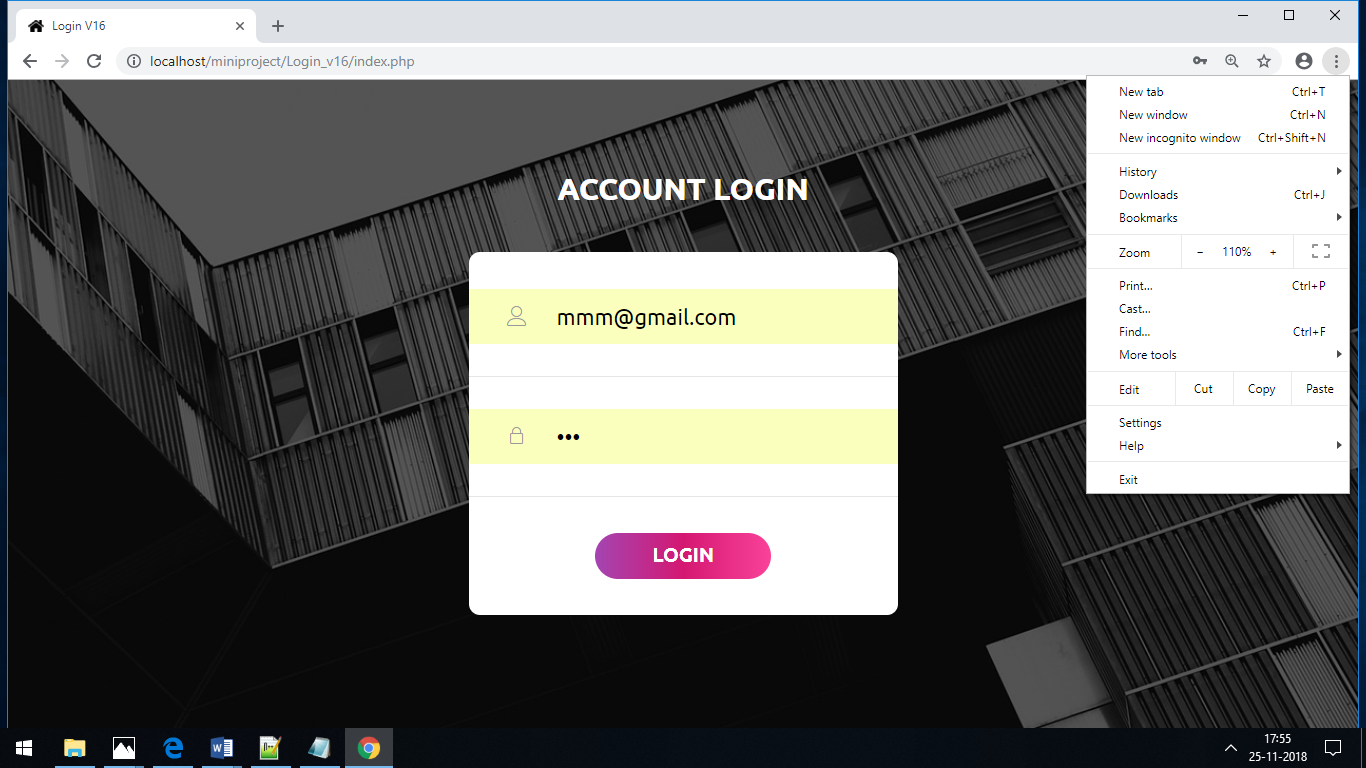 Login V16
localhost/miniproject/Login_v16/index.php
New tab Ctrl+T
New window Ctrl+N
New incognito window Ctrl+Shift+N
History
Downloads Ctrl+J
Bookmarks
Zoom − 110% +
Print... Ctrl+P
Cast...
Find... Ctrl+F
More tools
Edit Cut Copy Paste
Settings
Help
Exit
ACCOUNT LOGIN
mmm@gmail.com
•••
LOGIN
17:55
25-11-2018